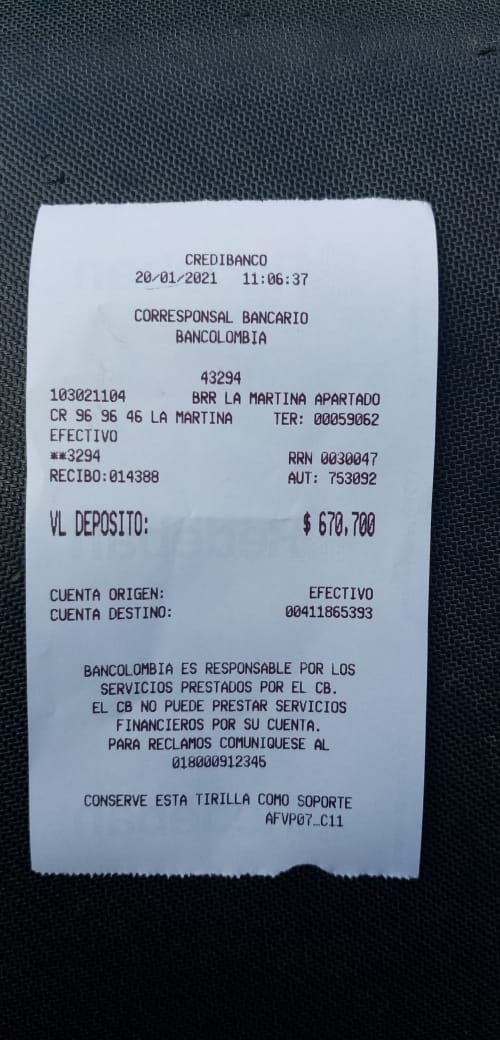 CREDIBANCO
20/01/2021 11:06:37
CORRESPONSAL BANCARIO
BANCOLOMBIA
43294
103021104 BRR LA MARTINA APARTADO
CR 96 96 46 LA MARTINA TER: 00059062
EFECTIVO
**3294 RRN 0030047
RECIBO:014388 AUT: 753092
VL DEPOSITO: $ 670,700
CUENTA ORIGEN: EFECTIVO
CUENTA DESTINO: 00411865393
BANCOLOMBIA ES RESPONSABLE POR LOS
SERVICIOS PRESTADOS POR EL CB.
EL CB NO PUEDE PRESTAR SERVICIOS
FINANCIEROS POR SU CUENTA.
PARA RECLAMOS COMUNIQUESE AL
018000912345
CONSERVE ESTA TIRILLA COMO SOPORTE
AFVP07_C11